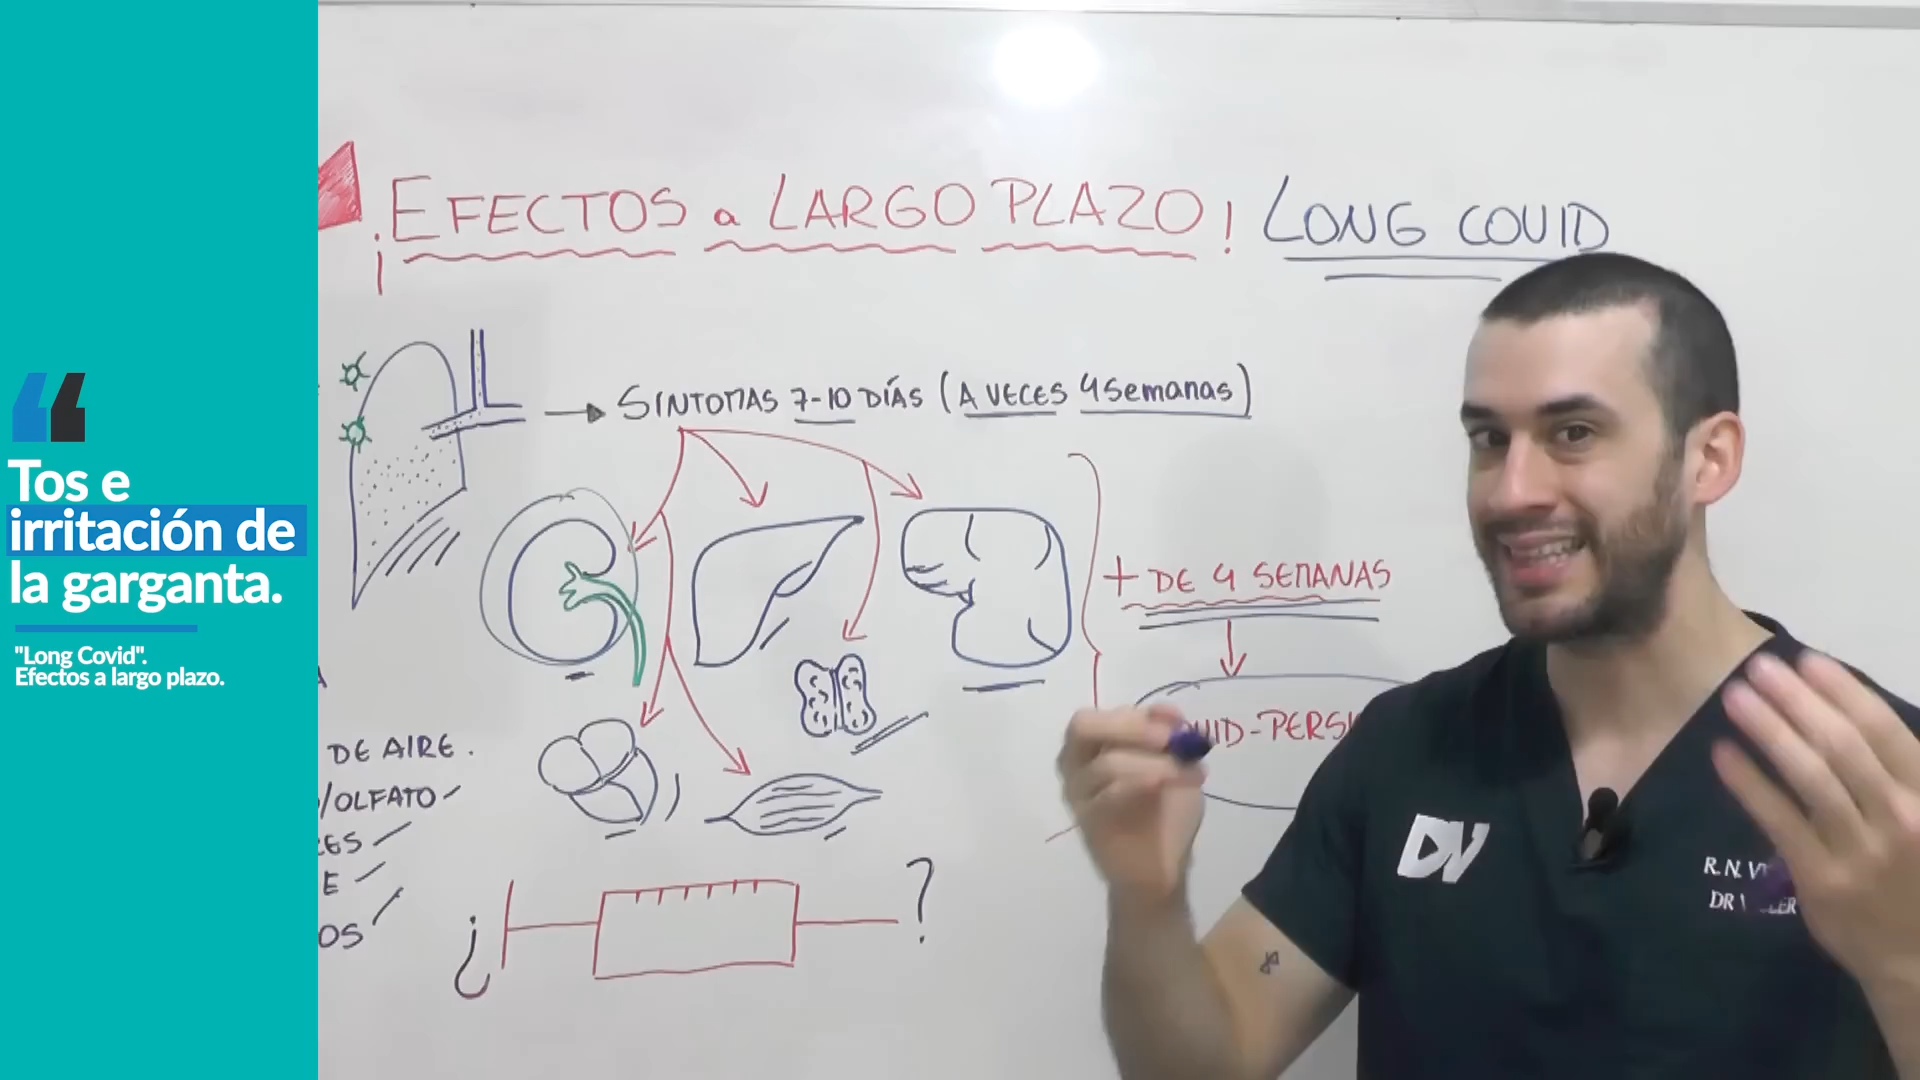 Tos e
irritación de
la garganta.
"Long Covid".
Efectos a largo plazo.
¡EFECTOS a LARGO PLAZO! LONG COVID
SINTOMAS 7-10 DÍAS (A VECES 4 semanas)
+ DE 4 SEMANAS
DE AIRE.
/OLFATO
¿ ?
DV
R.N.
DR